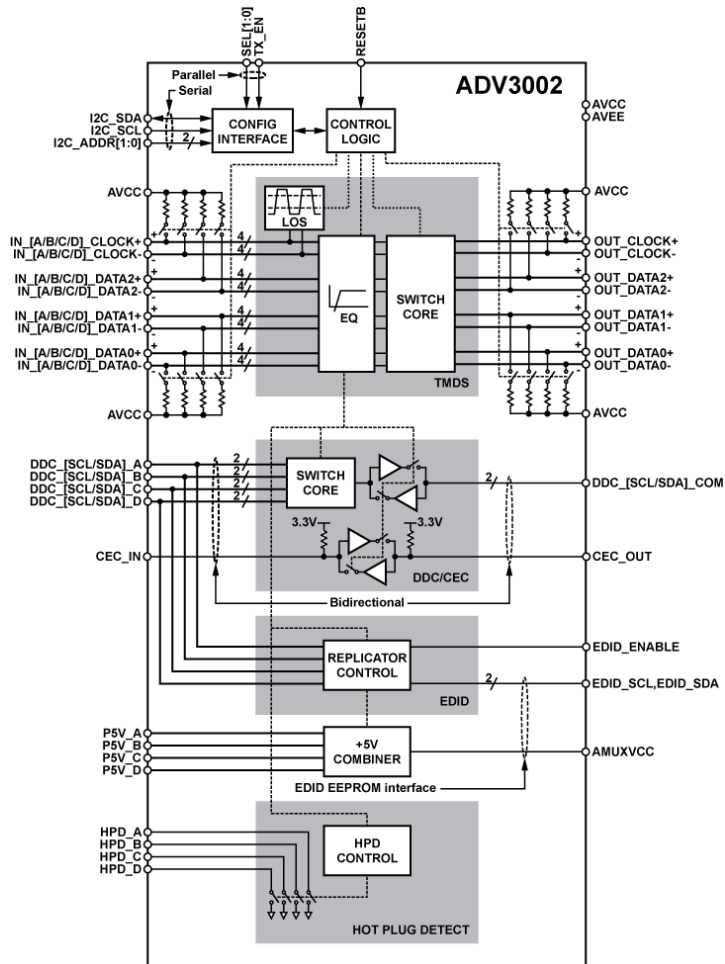 SEL[1:0]
TX_EN
RESETB
ADV3002
Parallel
Serial
I2C_SDA
I2C_SCL
I2C_ADDR[1:0]
2
CONFIG
INTERFACE
CONTROL
LOGIC
AVCC
AVEE
AVCC
LOS
AVCC
+
IN_[A/B/C/D]_CLOCK+
IN_[A/B/C/D]_CLOCK-
-
4
4
+
IN_[A/B/C/D]_DATA2+
IN_[A/B/C/D]_DATA2-
-
4
4
+
IN_[A/B/C/D]_DATA1+
IN_[A/B/C/D]_DATA1-
-
4
4
+
IN_[A/B/C/D]_DATA0+
IN_[A/B/C/D]_DATA0-
-
4
4
EQ
SWITCH
CORE
TMDS
+
OUT_CLOCK+
OUT_CLOCK-
-
+
OUT_DATA2+
OUT_DATA2-
-
+
OUT_DATA1+
OUT_DATA1-
-
+
OUT_DATA0+
OUT_DATA0-
-
AVCC
AVCC
DDC_[SCL/SDA]_A
DDC_[SCL/SDA]_B
DDC_[SCL/SDA]_C
DDC_[SCL/SDA]_D
2
2
2
2
SWITCH
CORE
2
DDC_[SCL/SDA]_COM
3.3V
3.3V
CEC_IN
CEC_OUT
DDC/CEC
Bidirectional
REPLICATOR
CONTROL
EDID_ENABLE
2
EDID_SCL,EDID_SDA
EDID
P5V_A
P5V_B
P5V_C
P5V_D
+5V
COMBINER
AMUXVCC
EDID EEPROM interface
HPD_A
HPD_B
HPD_C
HPD_D
HPD
CONTROL
HOT PLUG DETECT